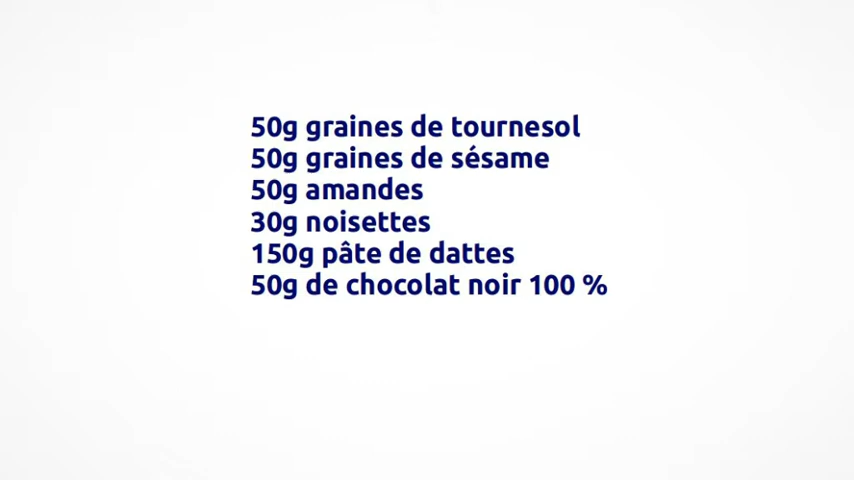 50g graines de tournesol
50g graines de sésame
50g amandes
30g noisettes
150g pâte de dattes
50g de chocolat noir 100 %